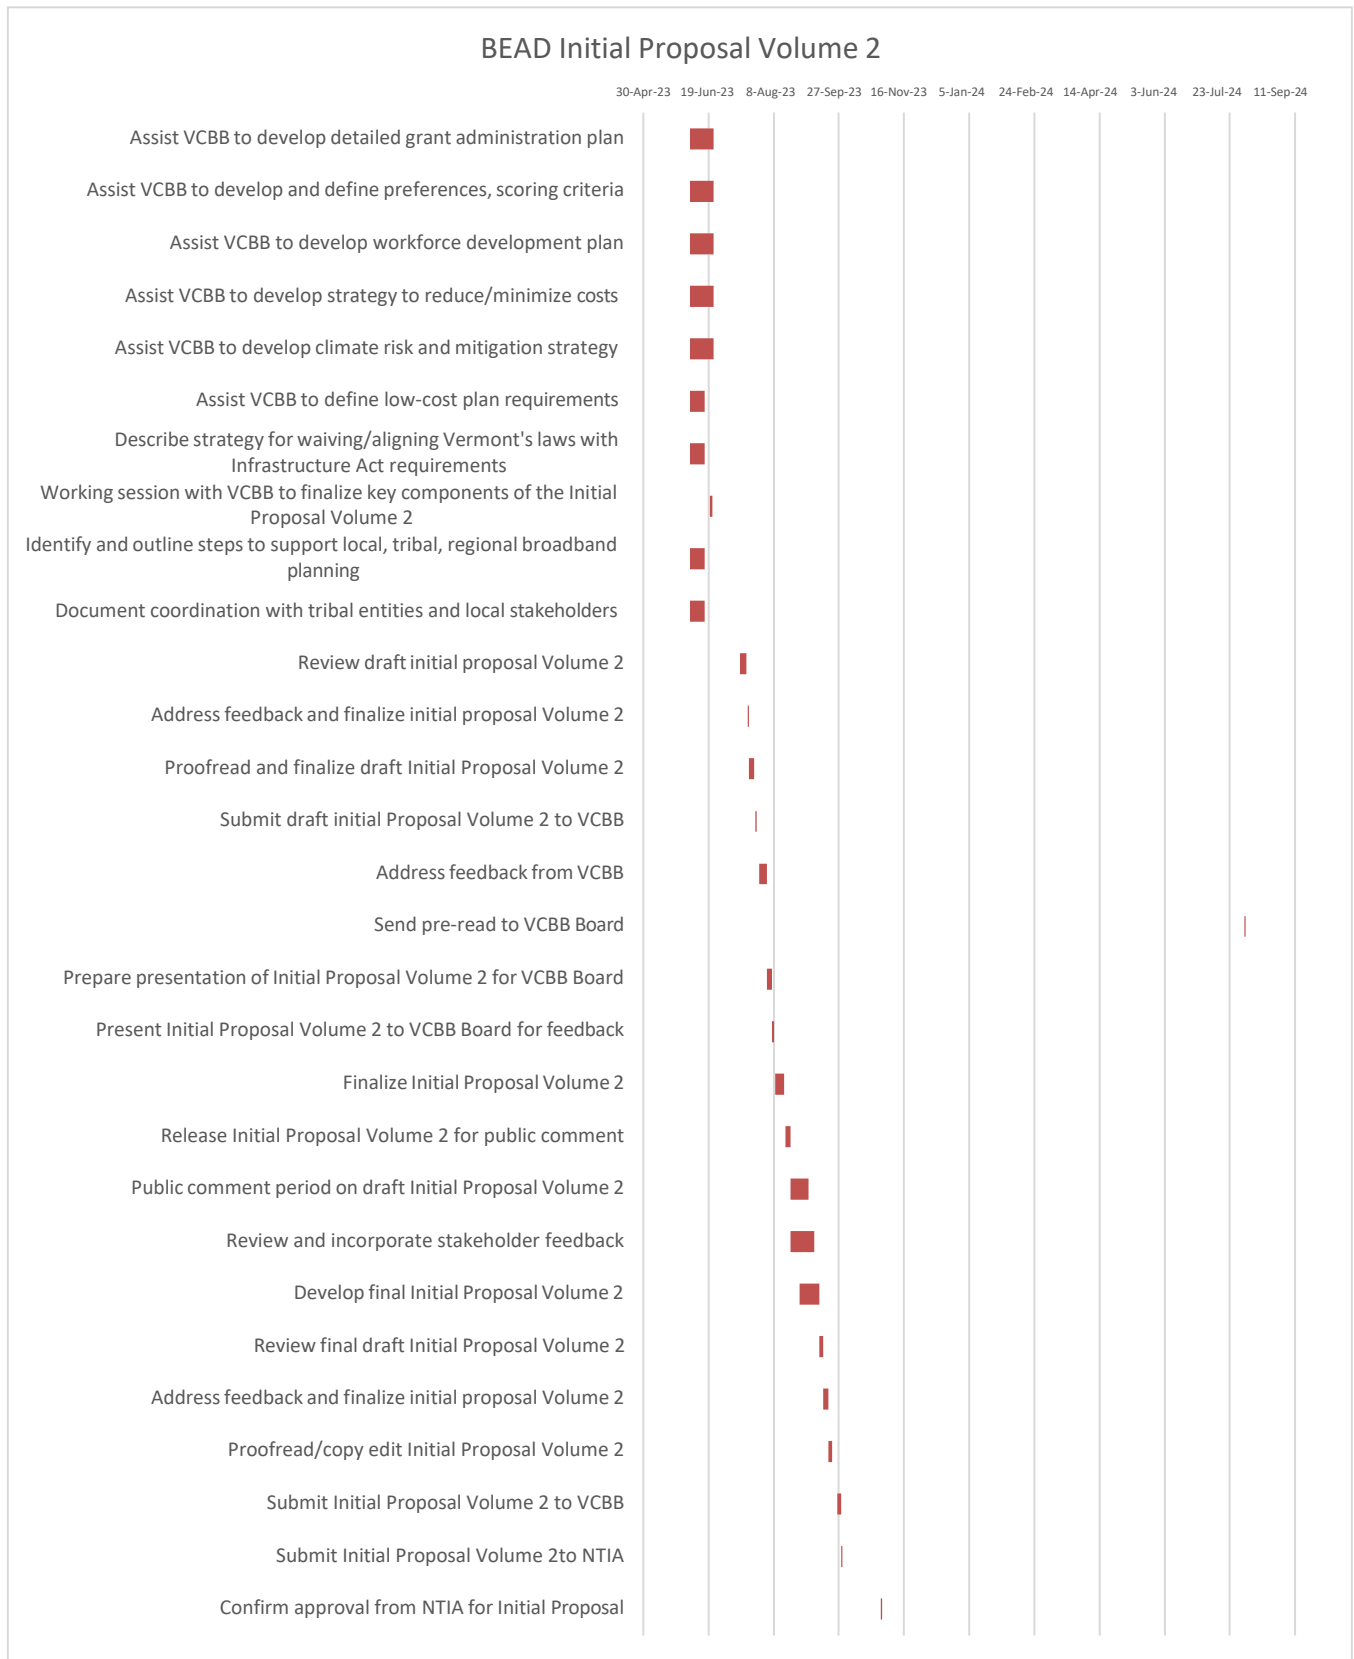 BEAD Initial Proposal Volume 2
30-Apr-23 19-Jun-23 8-Aug-23 27-Sep-23 16-Nov-23 5-Jan-24 24-Feb-24 14-Apr-24 3-Jun-24 23-Jul-24 11-Sep-24
Assist VCBB to develop detailed grant administration plan
Assist VCBB to develop and define preferences, scoring criteria
Assist VCBB to develop workforce development plan
Assist VCBB to develop strategy to reduce/minimize costs
Assist VCBB to develop climate risk and mitigation strategy
Assist VCBB to define low-cost plan requirements
Describe strategy for waiving/aligning Vermont's laws with
Infrastructure Act requirements
Working session with VCBB to finalize key components of the Initial
Proposal Volume 2
Identify and outline steps to support local, tribal, regional broadband
planning
Document coordination with tribal entities and local stakeholders
Review draft initial proposal Volume 2
Address feedback and finalize initial proposal Volume 2
Proofread and finalize draft Initial Proposal Volume 2
Submit draft initial Proposal Volume 2 to VCBB
Address feedback from VCBB
Send pre-read to VCBB Board
Prepare presentation of Initial Proposal Volume 2 for VCBB Board
Present Initial Proposal Volume 2 to VCBB Board for feedback
Finalize Initial Proposal Volume 2
Release Initial Proposal Volume 2 for public comment
Public comment period on draft Initial Proposal Volume 2
Review and incorporate stakeholder feedback
Develop final Initial Proposal Volume 2
Review final draft Initial Proposal Volume 2
Address feedback and finalize initial proposal Volume 2
Proofread/copy edit Initial Proposal Volume 2
Submit Initial Proposal Volume 2 to VCBB
Submit Initial Proposal Volume 2to NTIA
Confirm approval from NTIA for Initial Proposal